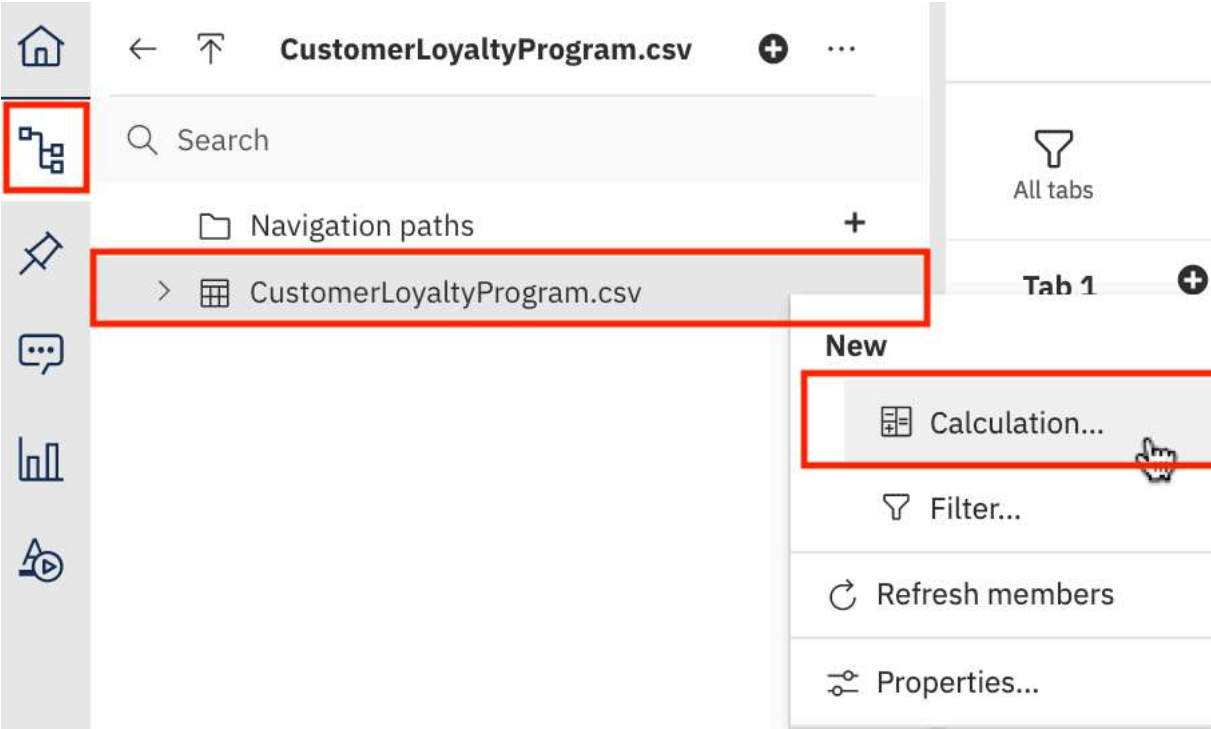 CustomerLoyaltyProgram.csv
Search
All tabs
Navigation paths
CustomerLoyaltyProgram.csv
Tab 1
New
Calculation...
Filter...
Refresh members
Properties...